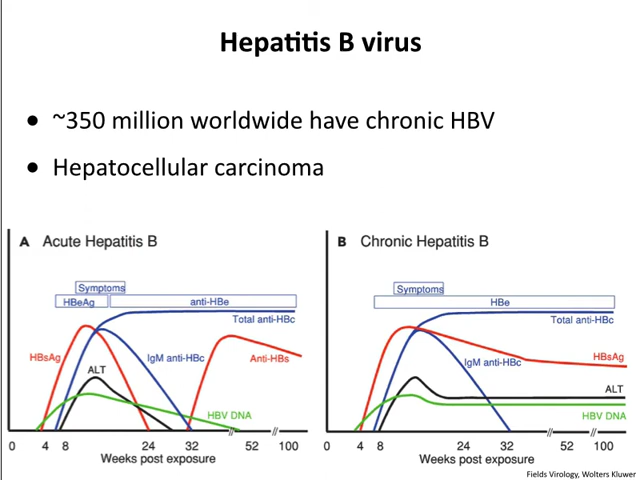 Hepatitis B virus
~350 million worldwide have chronic HBV
Hepatocellular carcinoma
A Acute Hepatitis B
Symptoms
HBeAg
anti-HBe
Total anti-HBc
HBsAg
IgM anti-HBc
Anti-HBs
ALT
HBV DNA
0 4 8 24 32 52 100
Weeks post exposure
B Chronic Hepatitis B
Symptoms
HBe
Total anti-HBc
HBsAg
IgM anti-HBc
ALT
HBV DNA
0 4 8 24 32 52 100
Weeks post exposure
Fields Virology, Wolters Kluwer